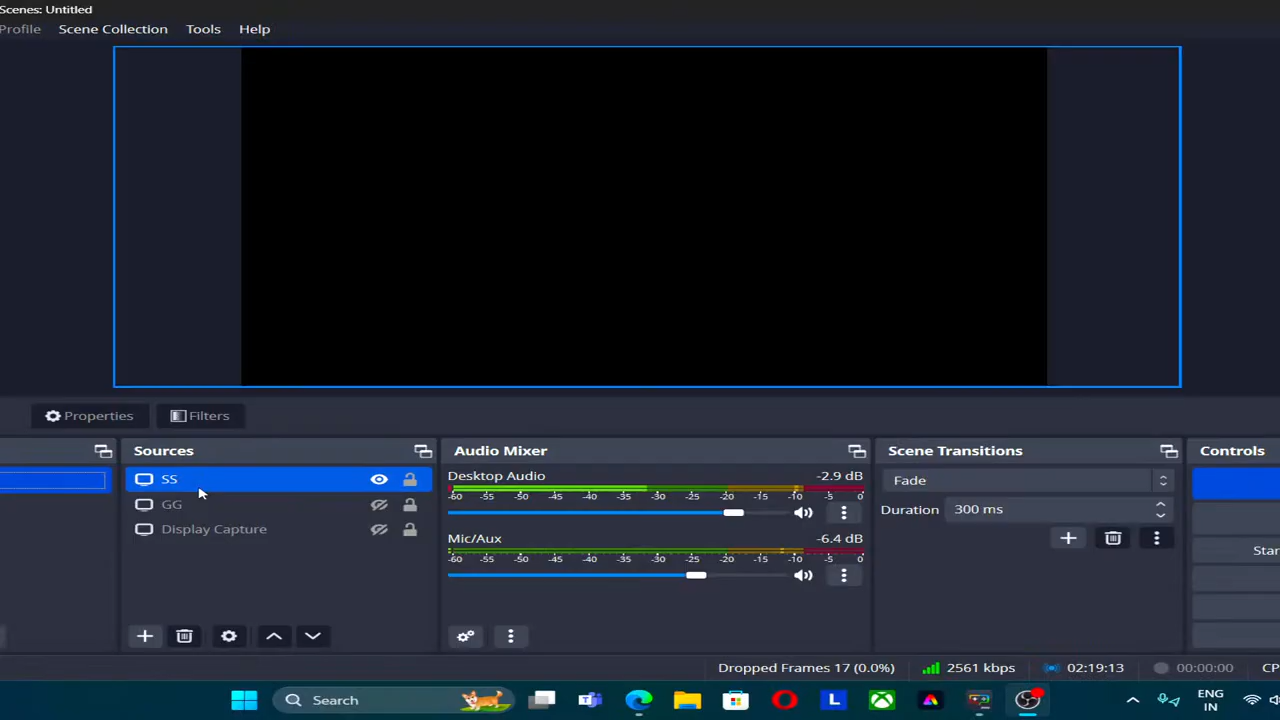 Scenes: Untitled
Profile Scene Collection Tools Help
Properties Filters
Sources Audio Mixer Scene Transitions Controls
SS
GG
Display Capture
Desktop Audio -2.9 dB
-60 -55 -50 -45 -40 -35 -30 -25 -20 -15 -10 -5 0
Mic/Aux -6.4 dB
-60 -55 -50 -45 -40 -35 -30 -25 -20 -15 -10 -5 0
Fade
Duration 300 ms
Star
Dropped Frames 17 (0.0%) 2561 kbps 02:19:13 00:00:00 CP
Search
L
ENG
IN